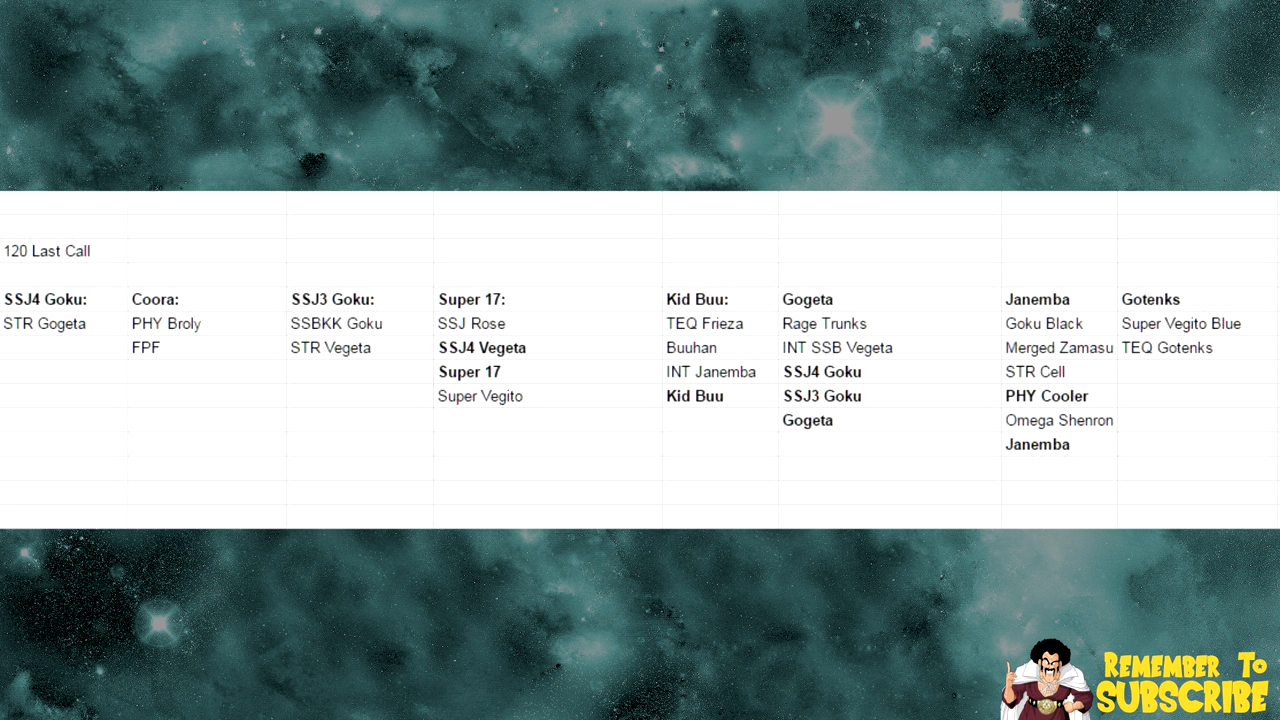 120 Last Call
SSJ4 Goku: Coora: SSJ3 Goku: Super 17: Kid Buu: Gogeta Janemba Gotenks
STR Gogeta PHY Broly SSBKK Goku SSJ Rose TEQ Frieza Rage Trunks Goku Black Super Vegito Blue
FPF STR Vegeta SSJ4 Vegeta Buuhan INT SSB Vegeta Merged Zamasu TEQ Gotenks
Super 17 INT Janemba SSJ4 Goku STR Cell
Super Vegito Kid Buu SSJ3 Goku PHY Cooler
Gogeta Omega Shenron
Janemba
REMEMBER TO
SUBSCRIBE